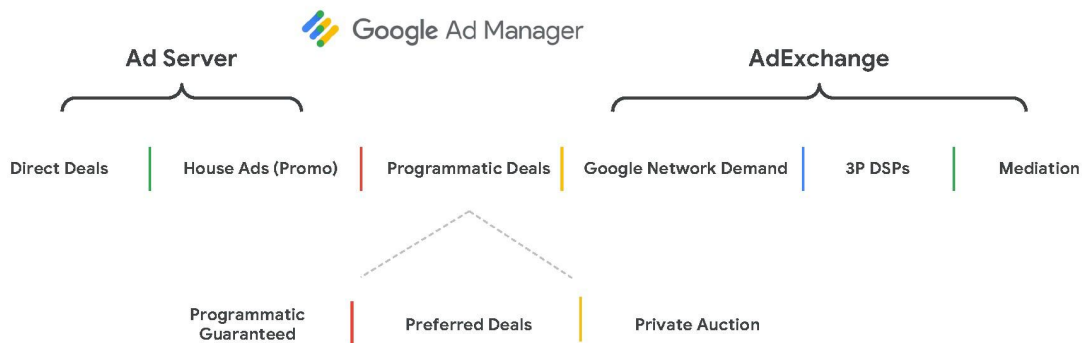 Google Ad Manager
Ad Server
AdExchange
Direct Deals
House Ads (Promo)
Programmatic Deals
Google Network Demand
3P DSPs
Mediation
Programmatic
Guaranteed
Preferred Deals
Private Auction